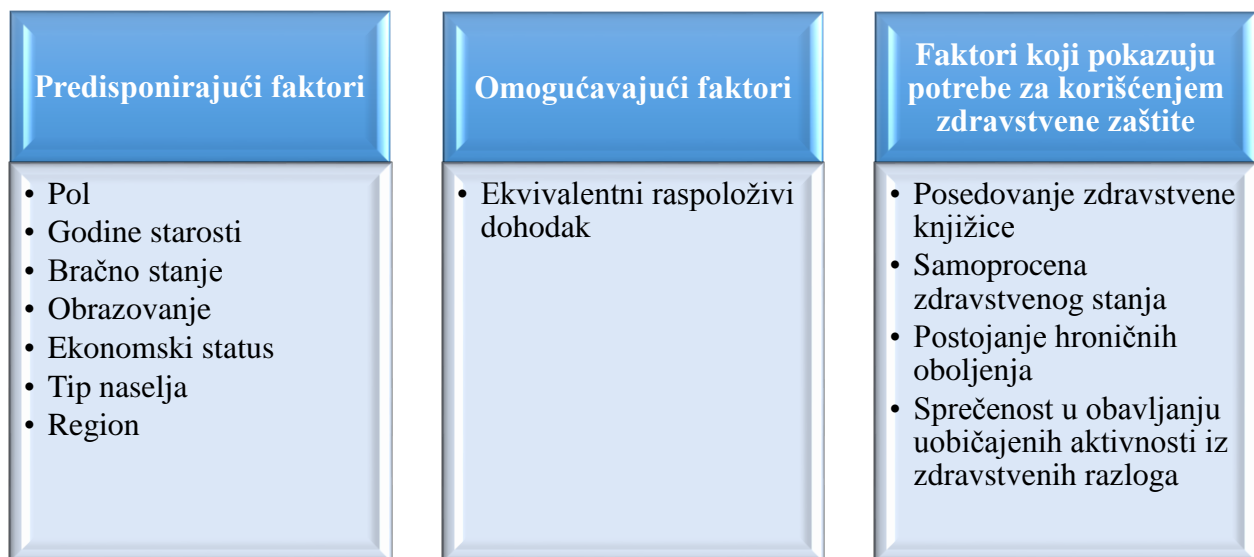 Predisponirajući faktori
• Pol
• Godine starosti
• Bračno stanje
• Obrazovanje
• Ekonomski status
• Tip naselja
• Region
Omogućavajući faktori
• Ekvivalentni raspoloživi
dohodak
Faktori koji pokazuju
potrebe za korišćenjem
zdravstvene zaštite
• Posedovanje zdravstvene
knjižice
• Samoprocena
zdravstvenog stanja
• Postojanje hroničnih
oboljenja
• Sprečenost u obavljanju
uobičajenih aktivnosti iz
zdravstvenih razloga